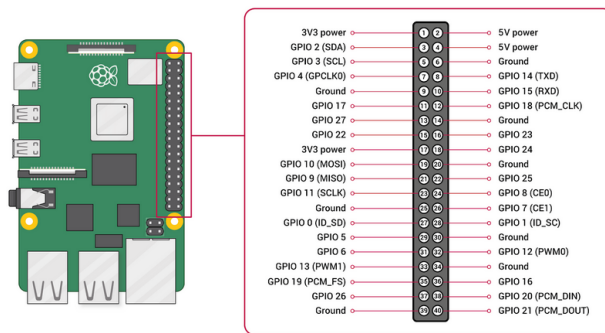 3V3 power 1 2 5V power
GPIO 2 (SDA) 3 4 5V power
GPIO 3 (SCL) 5 6 Ground
GPIO 4 (GPCLK0) 7 8 GPIO 14 (TXD)
Ground 9 10 GPIO 15 (RXD)
GPIO 17 11 12 GPIO 18 (PCM_CLK)
GPIO 27 13 14 Ground
GPIO 22 15 16 GPIO 23
3V3 power 17 18 GPIO 24
GPIO 10 (MOSI) 19 20 Ground
GPIO 9 (MISO) 21 22 GPIO 25
GPIO 11 (SCLK) 23 24 GPIO 8 (CE0)
Ground 25 26 GPIO 7 (CE1)
GPIO 0 (ID_SD) 27 28 GPIO 1 (ID_SC)
GPIO 5 29 30 Ground
GPIO 6 31 32 GPIO 12 (PWM0)
GPIO 13 (PWM1) 33 34 Ground
GPIO 19 (PCM_FS) 35 36 GPIO 16
GPIO 26 37 38 GPIO 20 (PCM_DIN)
Ground 39 40 GPIO 21 (PCM_DOUT)